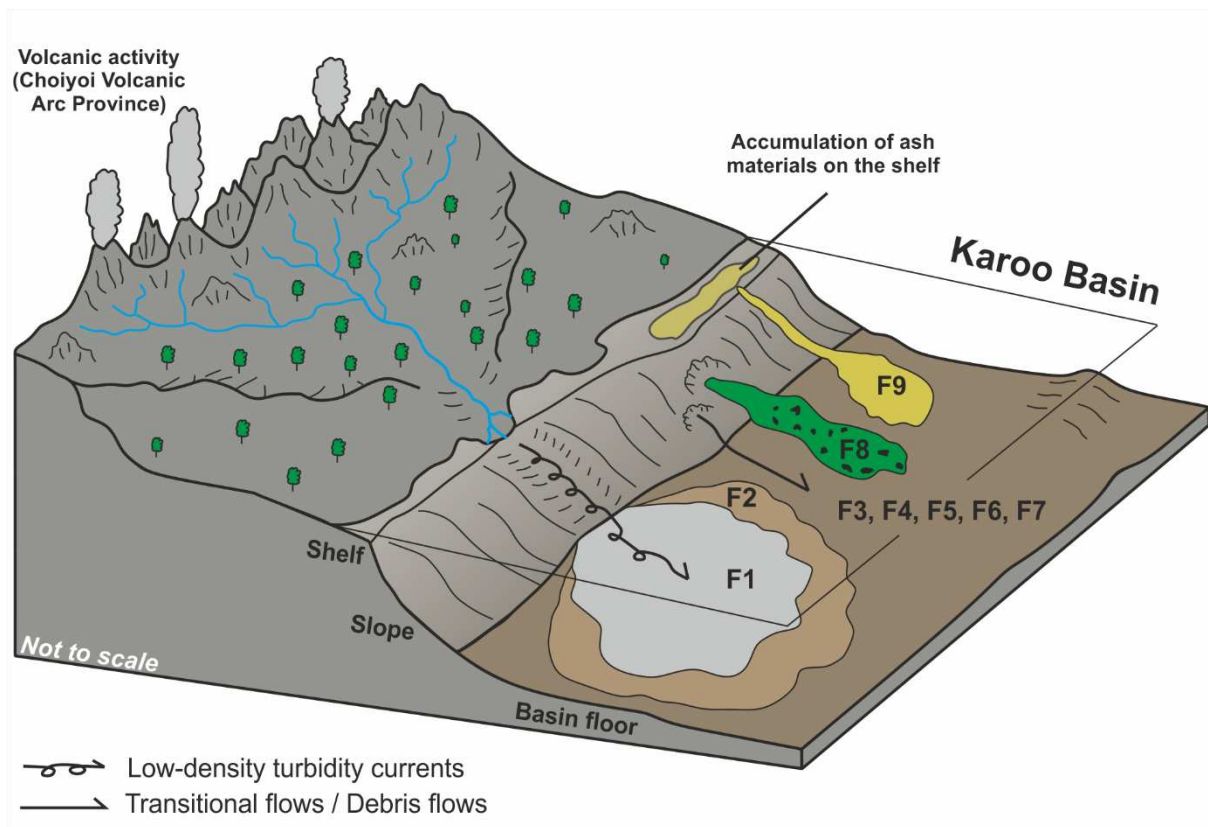 Volcanic activity
(Choiyoi Volcanic
Arc Province)
Accumulation of ash
materials on the shelf
Karoo Basin
F9
F8
F3, F4, F5, F6, F7
F2
F1
Shelf
Slope
Basin floor
Not to scale
Low-density turbidity currents
Transitional flows / Debris flows